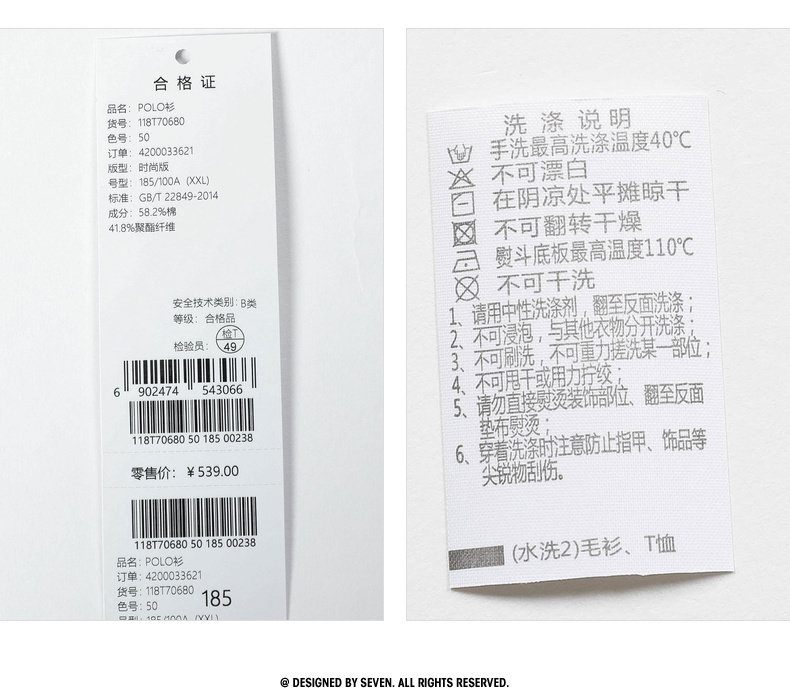 合格证
品名：POLO衫
货号：118T70680
色号：50
订单：4200033621
版型：时尚版
号型：185/100A (XXL)
标准：GB/T 22849-2014
成分：58.2%棉
41.8%聚酯纤维
安全技术类别：B类
等级：合格品
检验员：检T 49
6 902474 543066
118T70680 50 185 00238
零售价：￥539.00
118T70680 50 185 00238
品名：POLO衫
订单：4200033621
货号：118T70680
色号：50 185
号型：185/100A (XXL)
洗涤说明
手洗最高洗涤温度40℃
不可漂白
在阴凉处平摊晾干
不可翻转干燥
熨斗底板最高温度110℃
不可干洗
1、请用中性洗涤剂，翻至反面洗涤；
2、不可浸泡，与其他衣物分开洗涤；
3、不可刷洗，不可重力搓洗某一部位；
4、不可甩干或用力拧绞；
5、请勿直接熨烫装饰部位、翻至反面
垫布熨烫；
6、穿着洗涤时注意防止指甲、饰品等
尖锐物刮伤。
(水洗2)毛衫、T恤
@ DESIGNED BY SEVEN. ALL RIGHTS RESERVED.